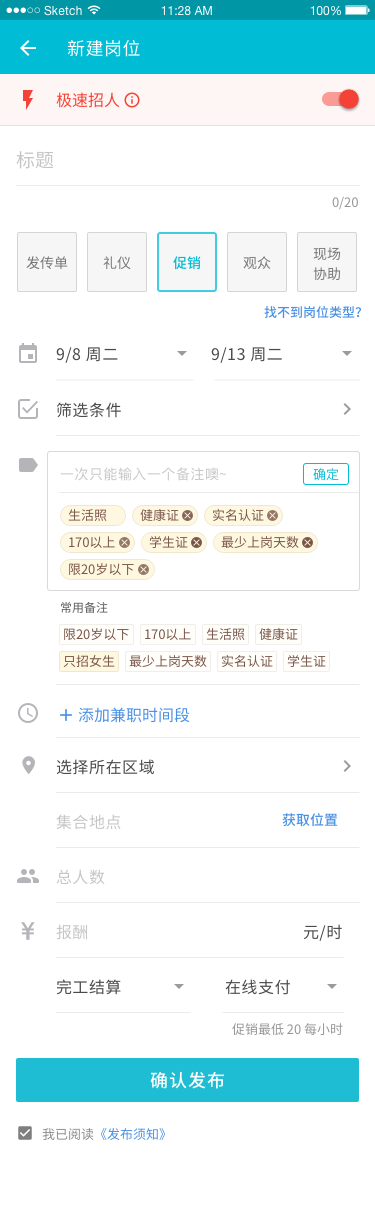 Sketch 11:28 AM 100%
新建岗位
极速招人
标题
0/20
发传单 礼仪 促销 观众 现场协助
找不到岗位类型?
9/8 周二 9/13 周二
筛选条件
一次只能输入一个备注噢~ 确定
生活照 健康证 实名认证
170以上 学生证 最少上岗天数
限20岁以下
常用备注
限20岁以下 170以上 生活照 健康证
只招女生 最少上岗天数 实名认证 学生证
+ 添加兼职时间段
选择所在区域
集合地点 获取位置
总人数
¥ 报酬 元/时
完工结算 在线支付
促销最低 20 每小时
确认发布
我已阅读《发布须知》